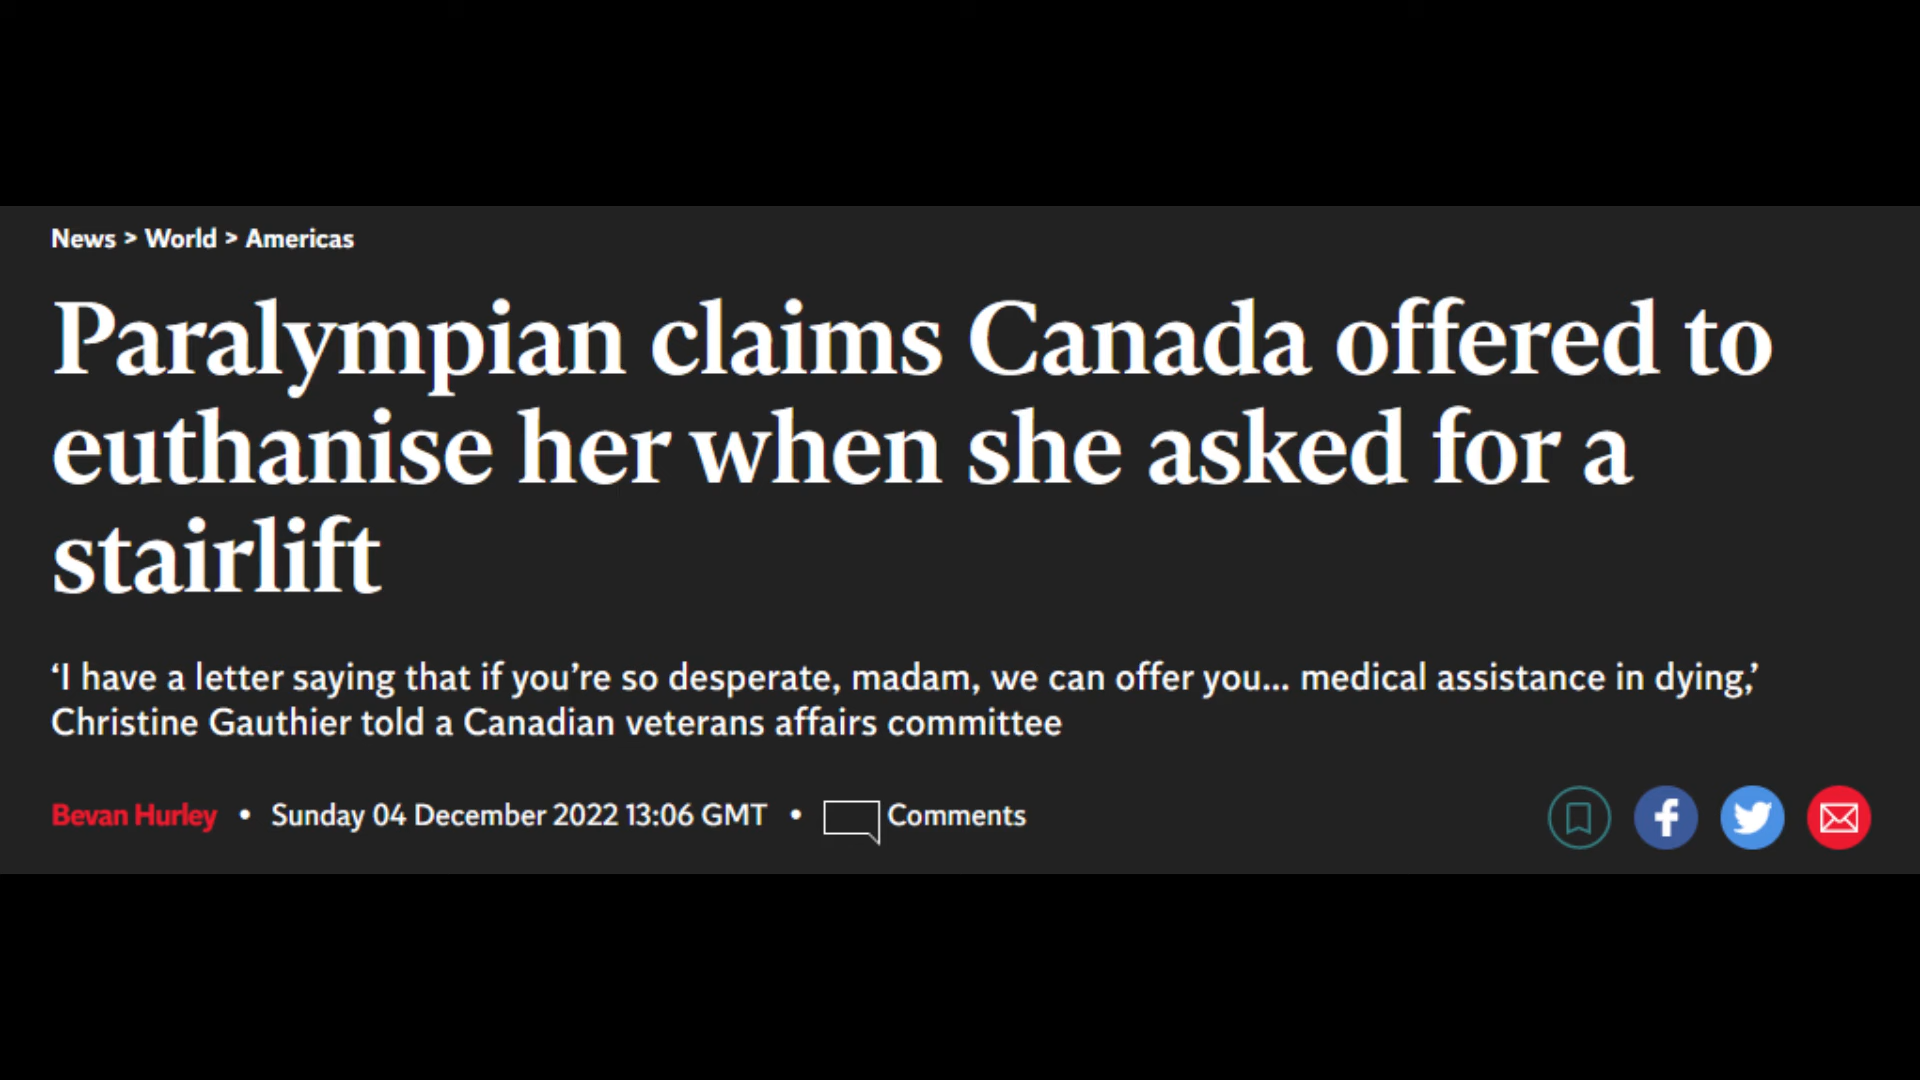 News > World > Americas
Paralympian claims Canada offered to
euthanise her when she asked for a
stairlift
‘I have a letter saying that if you’re so desperate, madam, we can offer you... medical assistance in dying,’
Christine Gauthier told a Canadian veterans affairs committee
Bevan Hurley • Sunday 04 December 2022 13:06 GMT • Comments